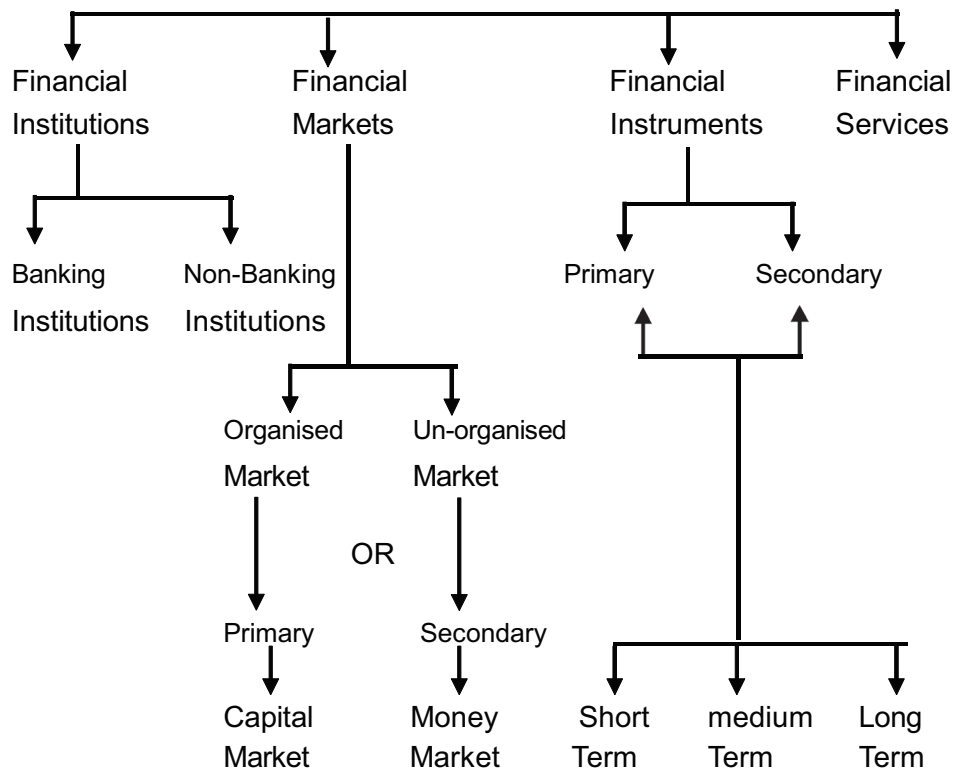 Financial
Institutions
Financial
Markets
Financial
Instruments
Financial
Services
Banking
Institutions
Non-Banking
Institutions
Primary
Secondary
Organised
Market
Un-organised
Market
OR
Primary
Secondary
Capital
Market
Money
Market
Short
Term
medium
Term
Long
Term